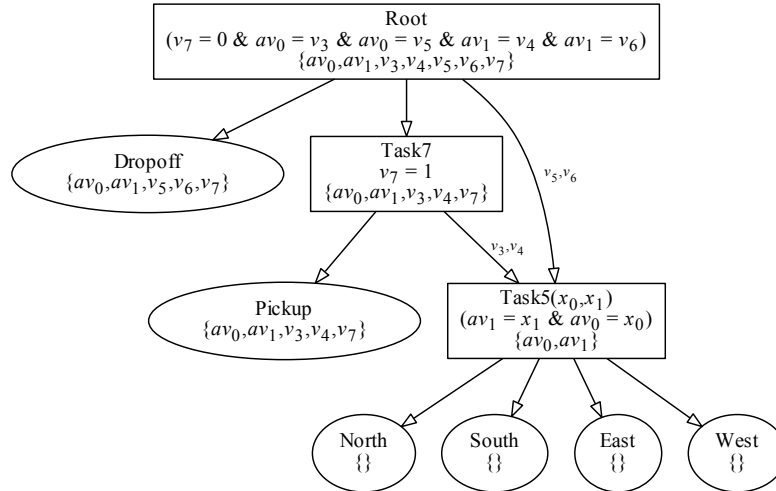 Root
(v₇ = 0 & av₀ = v₃ & av₀ = v₅ & av₁ = v₄ & av₁ = v₆)
{av₀,av₁,v₃,v₄,v₅,v₆,v₇}
Dropoff
{av₀,av₁,v₅,v₆,v₇}
Task7
v₇ = 1
{av₀,av₁,v₃,v₄,v₇}
v₅,v₆
v₃,v₄
Pickup
{av₀,av₁,v₃,v₄,v₇}
Task5(x₀,x₁)
(av₁ = x₁ & av₀ = x₀)
{av₀,av₁}
North
{}
South
{}
East
{}
West
{}